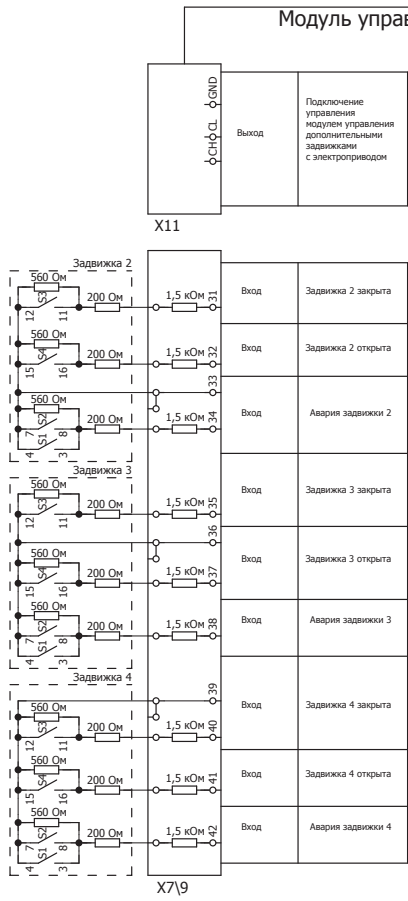 Модуль управ
GND
CL
CH
Выход
Подключение
управления
модулем управления
дополнительными
задвижками
с электроприводом
X11
Задвижка 2
560 Ом
S3
12
11
200 Ом
1,5 кОм
31
Вход
Задвижка 2 закрыта
560 Ом
S4
15
16
200 Ом
1,5 кОм
32
Вход
Задвижка 2 открыта
33
560 Ом
S2
7
8
S1
4
3
200 Ом
1,5 кОм
34
Вход
Авария задвижки 2
Задвижка 3
560 Ом
S3
12
11
200 Ом
1,5 кОм
35
Вход
Задвижка 3 закрыта
36
560 Ом
S4
15
16
200 Ом
1,5 кОм
37
Вход
Задвижка 3 открыта
560 Ом
S2
7
8
S1
4
3
200 Ом
1,5 кОм
38
Вход
Авария задвижки 3
Задвижка 4
39
560 Ом
S3
12
11
200 Ом
1,5 кОм
40
Вход
Задвижка 4 закрыта
560 Ом
S4
15
16
200 Ом
1,5 кОм
41
Вход
Задвижка 4 открыта
560 Ом
S2
7
8
S1
4
3
200 Ом
1,5 кОм
42
Вход
Авария задвижки 4
X7\9